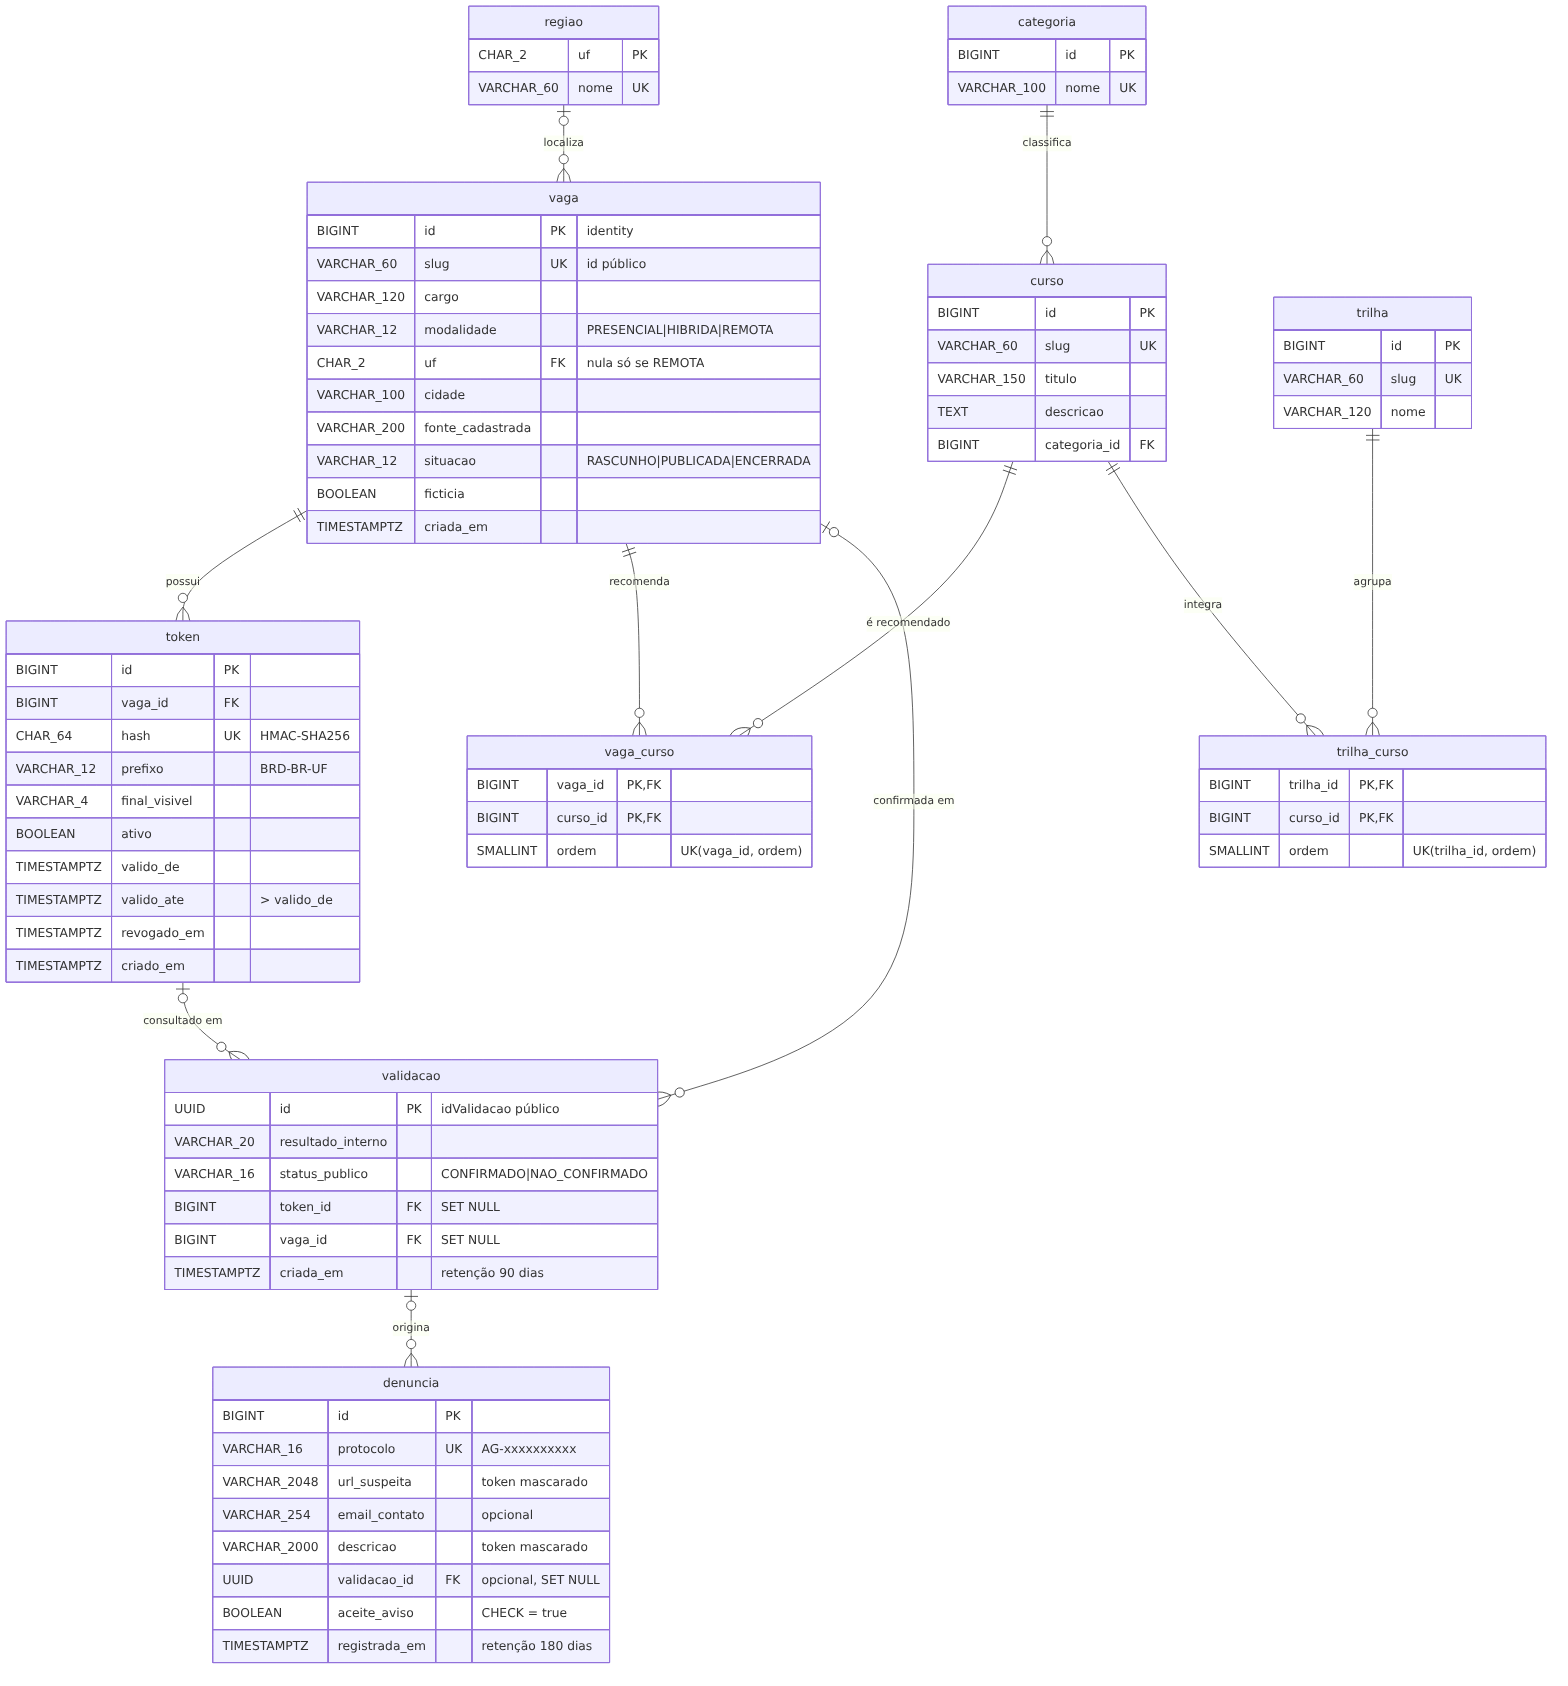 regiao
CHAR_2 uf PK
VARCHAR_60 nome UK
categoria
BIGINT id PK
VARCHAR_100 nome UK
localiza
classifica
vaga
BIGINT id PK identity
VARCHAR_60 slug UK id público
VARCHAR_120 cargo
VARCHAR_12 modalidade PRESENCIAL|HIBRIDA|REMOTA
CHAR_2 uf FK nula só se REMOTA
VARCHAR_100 cidade
VARCHAR_200 fonte_cadastrada
VARCHAR_12 situacao RASCUNHO|PUBLICADA|ENCERRADA
BOOLEAN ficticia
TIMESTAMPTZ criada_em
curso
BIGINT id PK
VARCHAR_60 slug UK
VARCHAR_150 titulo
TEXT descricao
BIGINT categoria_id FK
trilha
BIGINT id PK
VARCHAR_60 slug UK
VARCHAR_120 nome
possui
recomenda
é recomendado
integra
agrupa
token
BIGINT id PK
BIGINT vaga_id FK
CHAR_64 hash UK HMAC-SHA256
VARCHAR_12 prefixo BRD-BR-UF
VARCHAR_4 final_visivel
BOOLEAN ativo
TIMESTAMPTZ valido_de
TIMESTAMPTZ valido_ate > valido_de
TIMESTAMPTZ revogado_em
TIMESTAMPTZ criado_em
vaga_curso
BIGINT vaga_id PK,FK
BIGINT curso_id PK,FK
SMALLINT ordem UK(vaga_id, ordem)
confirmada em
trilha_curso
BIGINT trilha_id PK,FK
BIGINT curso_id PK,FK
SMALLINT ordem UK(trilha_id, ordem)
consultado em
validacao
UUID id PK idValidacao público
VARCHAR_20 resultado_interno
VARCHAR_16 status_publico CONFIRMADO|NAO_CONFIRMADO
BIGINT token_id FK SET NULL
BIGINT vaga_id FK SET NULL
TIMESTAMPTZ criada_em retenção 90 dias
origina
denuncia
BIGINT id PK
VARCHAR_16 protocolo UK AG-xxxxxxxxxx
VARCHAR_2048 url_suspeita token mascarado
VARCHAR_254 email_contato opcional
VARCHAR_2000 descricao token mascarado
UUID validacao_id FK opcional, SET NULL
BOOLEAN aceite_aviso CHECK = true
TIMESTAMPTZ registrada_em retenção 180 dias